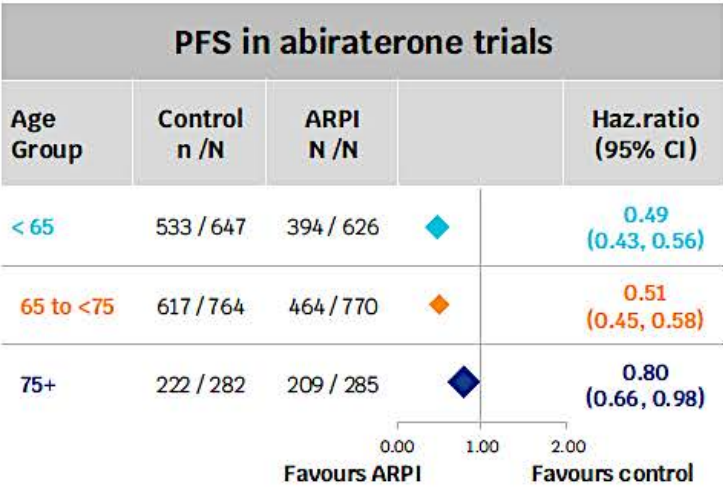 PFS in abiraterone trials
Age Group Control n /N ARPI N /N Haz.ratio (95% CI)
< 65 533 / 647 394 / 626 0.49 (0.43, 0.56)
65 to <75 617 / 764 464 / 770 0.51 (0.45, 0.58)
75+ 222 / 282 209 / 285 0.80 (0.66, 0.98)
0.00 1.00 2.00
Favours ARPI Favours control